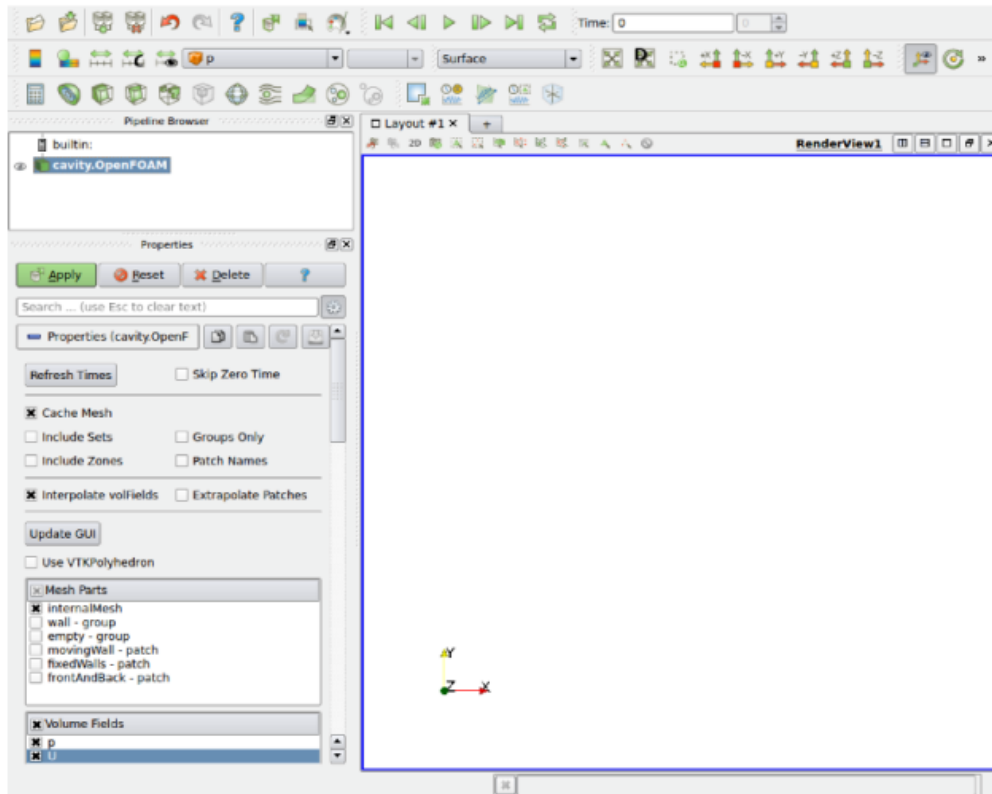 Time: 0 0
p Surface
Pipeline Browser
Layout #1
builtin:
2D RenderView1
cavity.OpenFOAM
Properties
Apply Reset Delete ?
Search ... (use Esc to clear text)
Properties (cavity.OpenF
Refresh Times Skip Zero Time
Cache Mesh
Include Sets Groups Only
Include Zones Patch Names
Interpolate volFields Extrapolate Patches
Update GUI
Use VTKPolyhedron
Mesh Parts
internalMesh
wall - group
empty - group
movingWall - patch
fixedWalls - patch
frontAndBack - patch
Y
Z X
Volume Fields
p
U